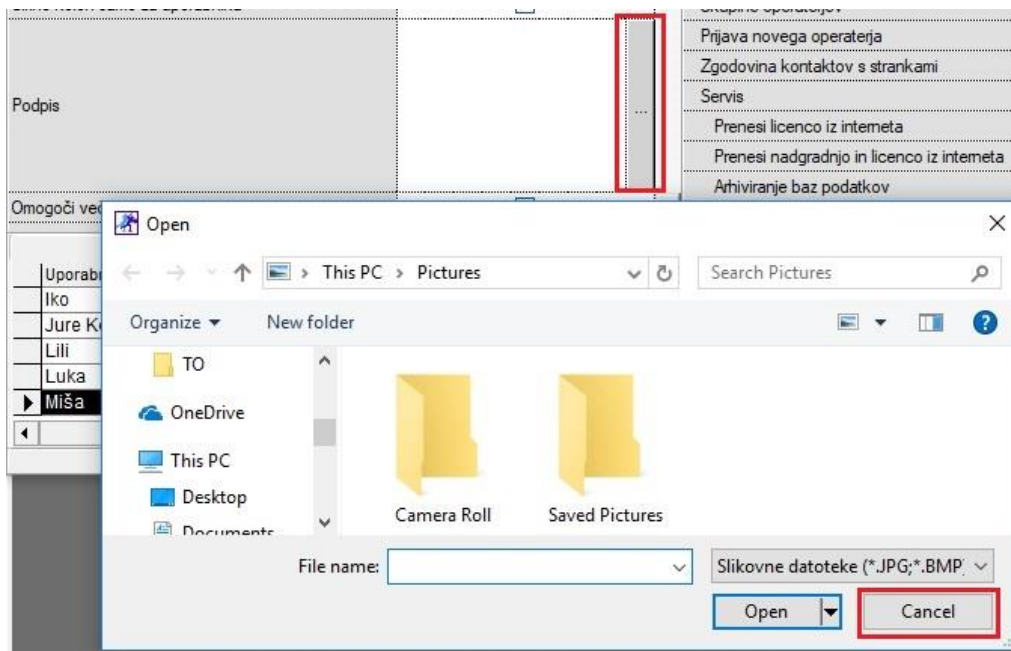 Prijava novega operaterja
Zgodovina kontaktov s strankami
Podpis
...
Servis
Prenesi licenco iz interneta
Prenesi nadgradnjo in licenco iz interneta
Arhiviranje baz podatkov
Omogoči več
Open
This PC > Pictures
Search Pictures
Organize
New folder
Uporabn
Iko
Jure K
Lili
Luka
Miša
TO
OneDrive
This PC
Desktop
Documents
Camera Roll
Saved Pictures
File name:
Slikovne datoteke (*.JPG;*.BMP
Open
Cancel